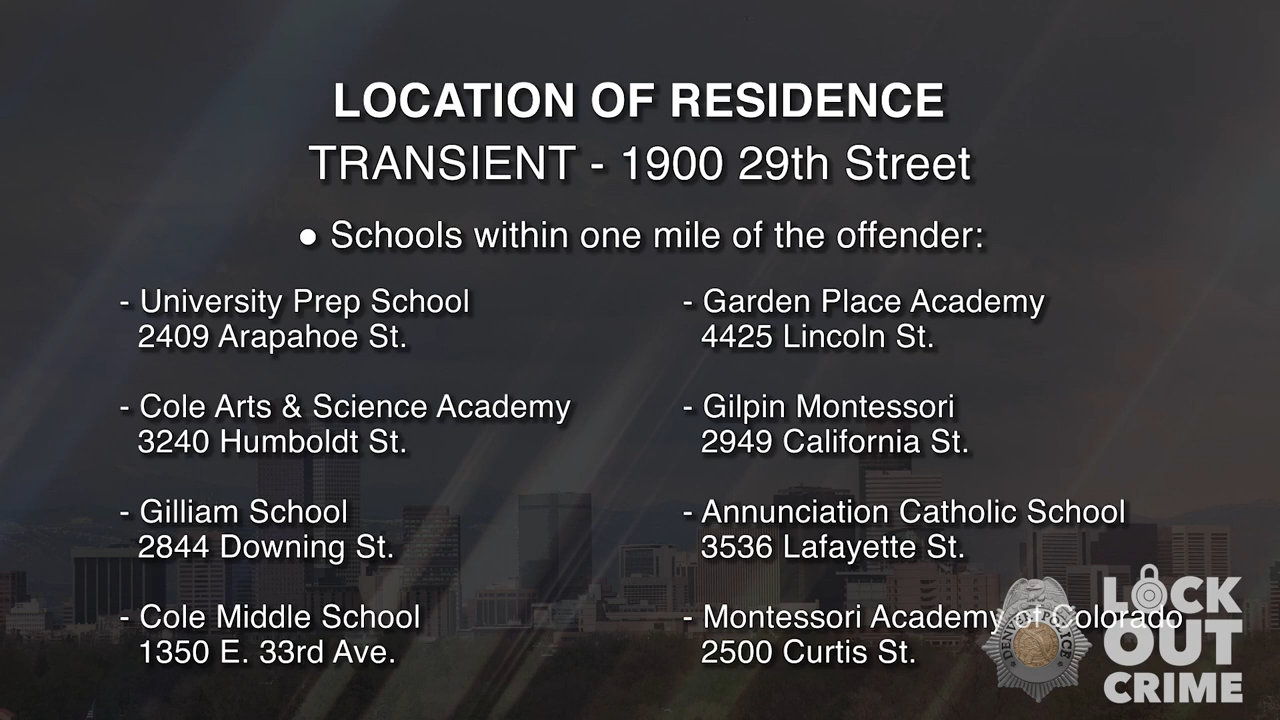 LOCATION OF RESIDENCE
TRANSIENT - 1900 29th Street
● Schools within one mile of the offender:
- University Prep School
2409 Arapahoe St.
- Cole Arts & Science Academy
3240 Humboldt St.
- Gilliam School
2844 Downing St.
- Cole Middle School
1350 E. 33rd Ave.
- Garden Place Academy
4425 Lincoln St.
- Gilpin Montessori
2949 California St.
- Annunciation Catholic School
3536 Lafayette St.
- Montessori Academy of Colorado
2500 Curtis St.
LOCK
OUT
CRIME